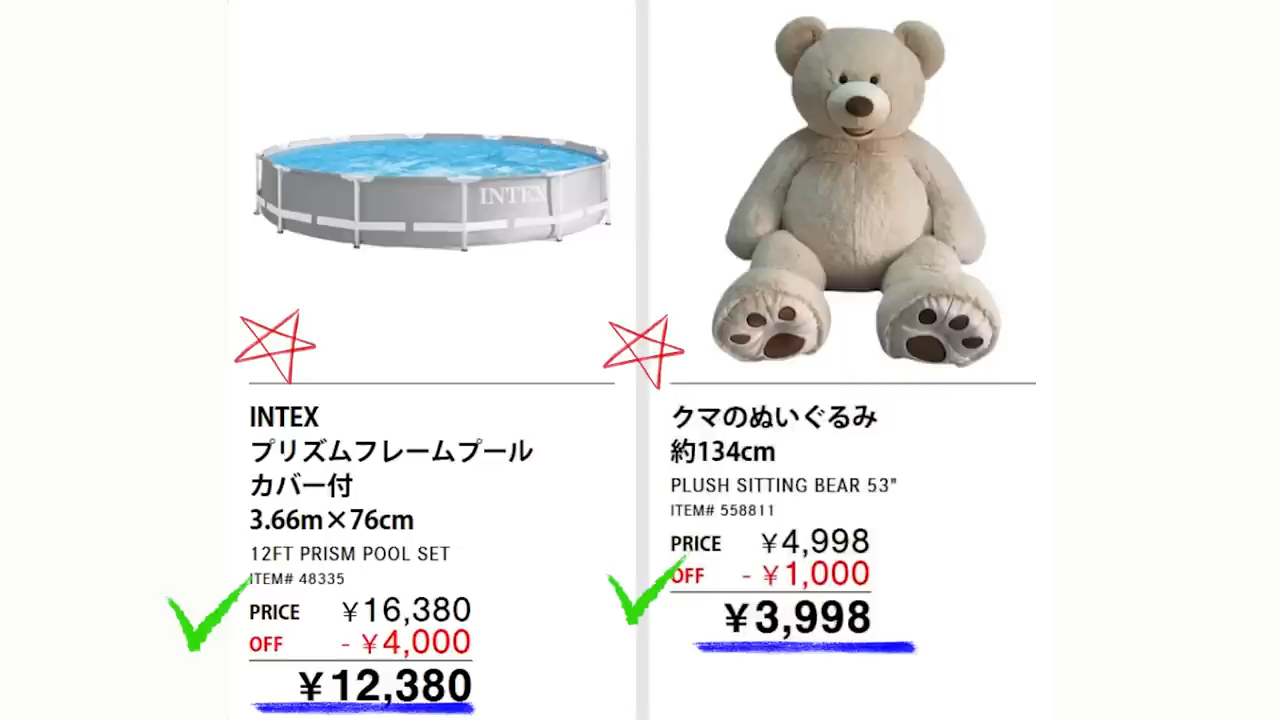 INTEX
INTEX
プリズムフレームプール
カバー付
3.66m×76cm
12FT PRISM POOL SET
ITEM# 48335
PRICE ¥16,380
OFF - ¥4,000
¥12,380
クマのぬいぐるみ
約134cm
PLUSH SITTING BEAR 53"
ITEM# 558811
PRICE ¥4,998
OFF - ¥1,000
¥3,998